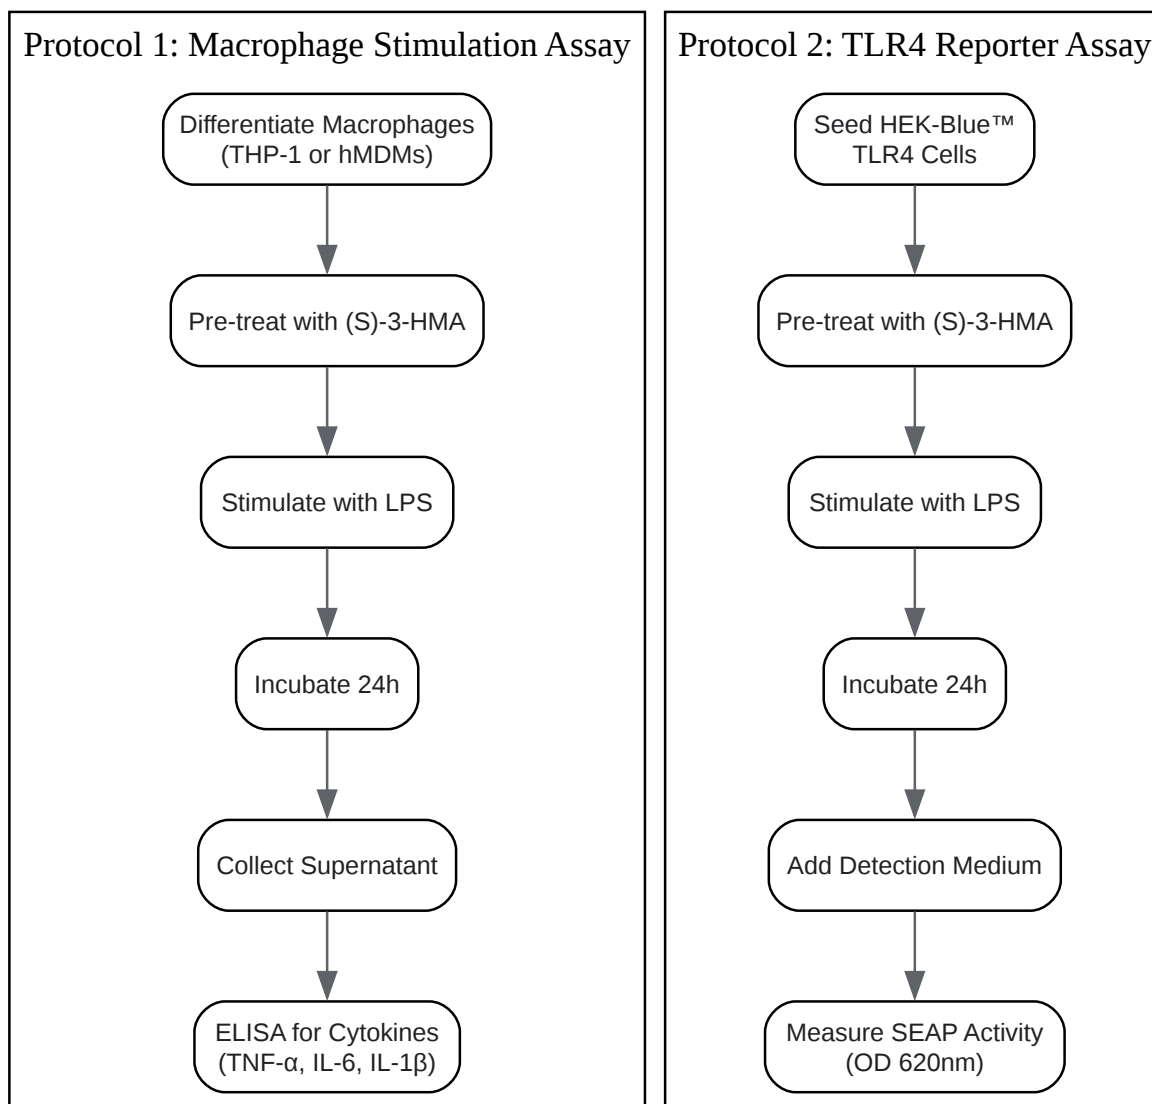 Protocol 1: Macrophage Stimulation Assay
Differentiate Macrophages
(THP-1 or hMDMs)
Pre-treat with (S)-3-HMA
Stimulate with LPS
Incubate 24h
Collect Supernatant
ELISA for Cytokines
(TNF-α, IL-6, IL-1β)
Protocol 2: TLR4 Reporter Assay
Seed HEK-Blue™
TLR4 Cells
Pre-treat with (S)-3-HMA
Stimulate with LPS
Incubate 24h
Add Detection Medium
Measure SEAP Activity
(OD 620nm)